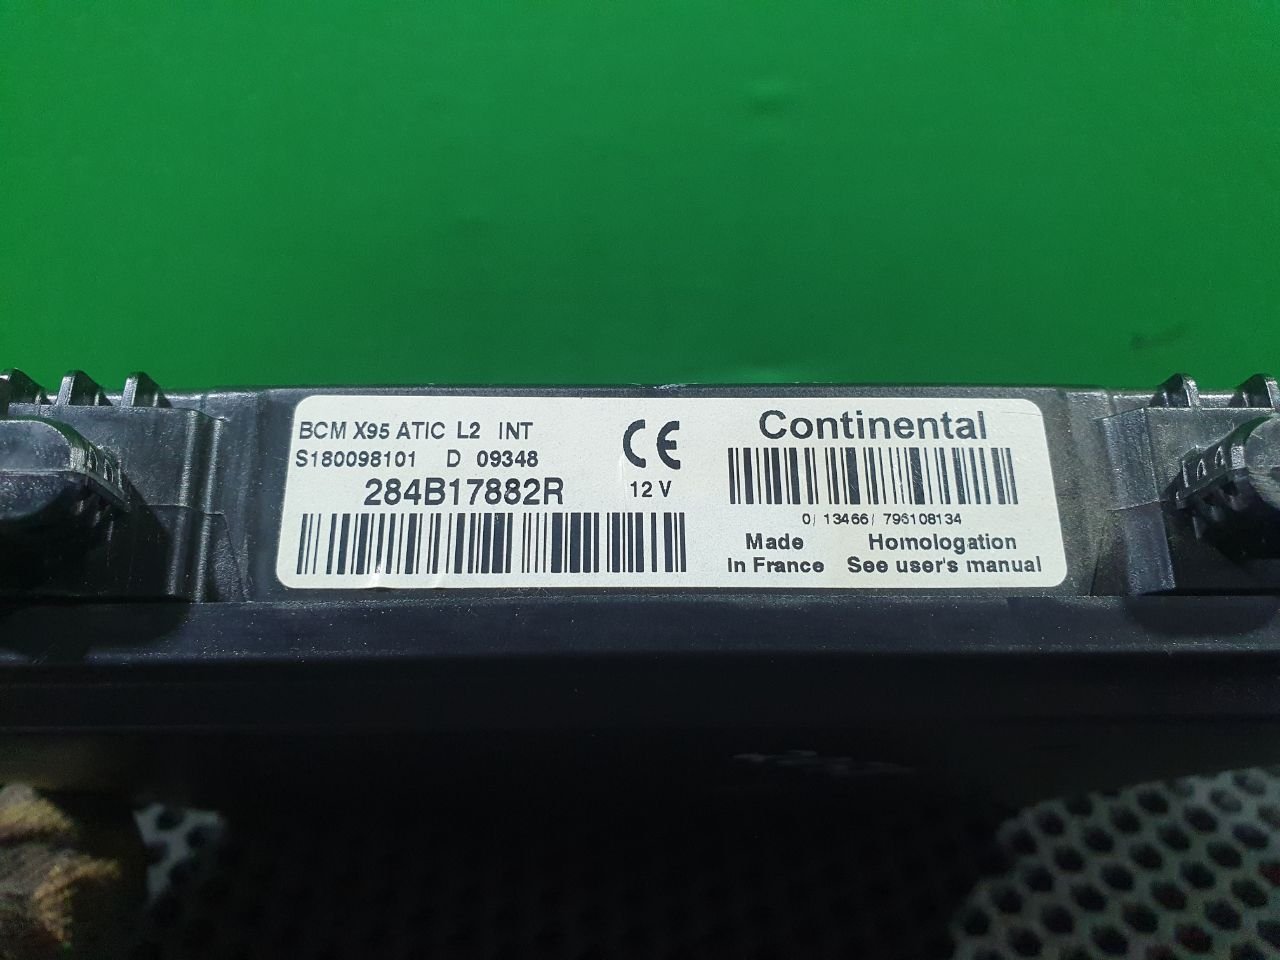 BCM X95 ATIC L2 INT
S180098101 D 09348
284B17882R
CE
12 V
Continental
0/ 13466/ 796108134
Made In France
Homologation See user's manual